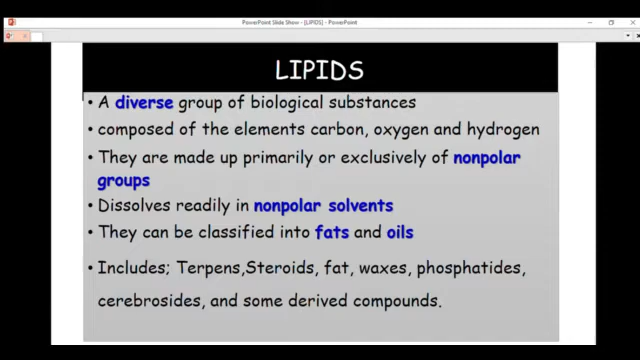 PowerPoint Slide Show - [LIPIDS] - PowerPoint
LIPIDS
• A diverse group of biological substances
• composed of the elements carbon, oxygen and hydrogen
• They are made up primarily or exclusively of nonpolar
groups
• Dissolves readily in nonpolar solvents
• They can be classified into fats and oils
• Includes; Terpens,Steroids, fat, waxes, phosphatides,
cerebrosides, and some derived compounds.